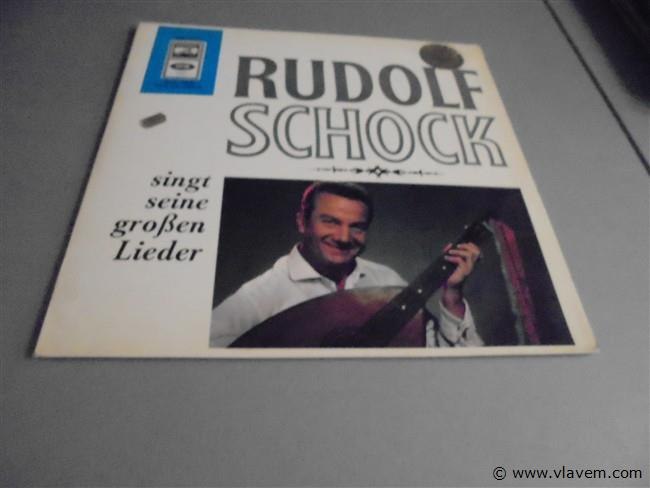 RUDOLF
SCHOCK
singt
seine
großen
Lieder
© www.vlavem.com